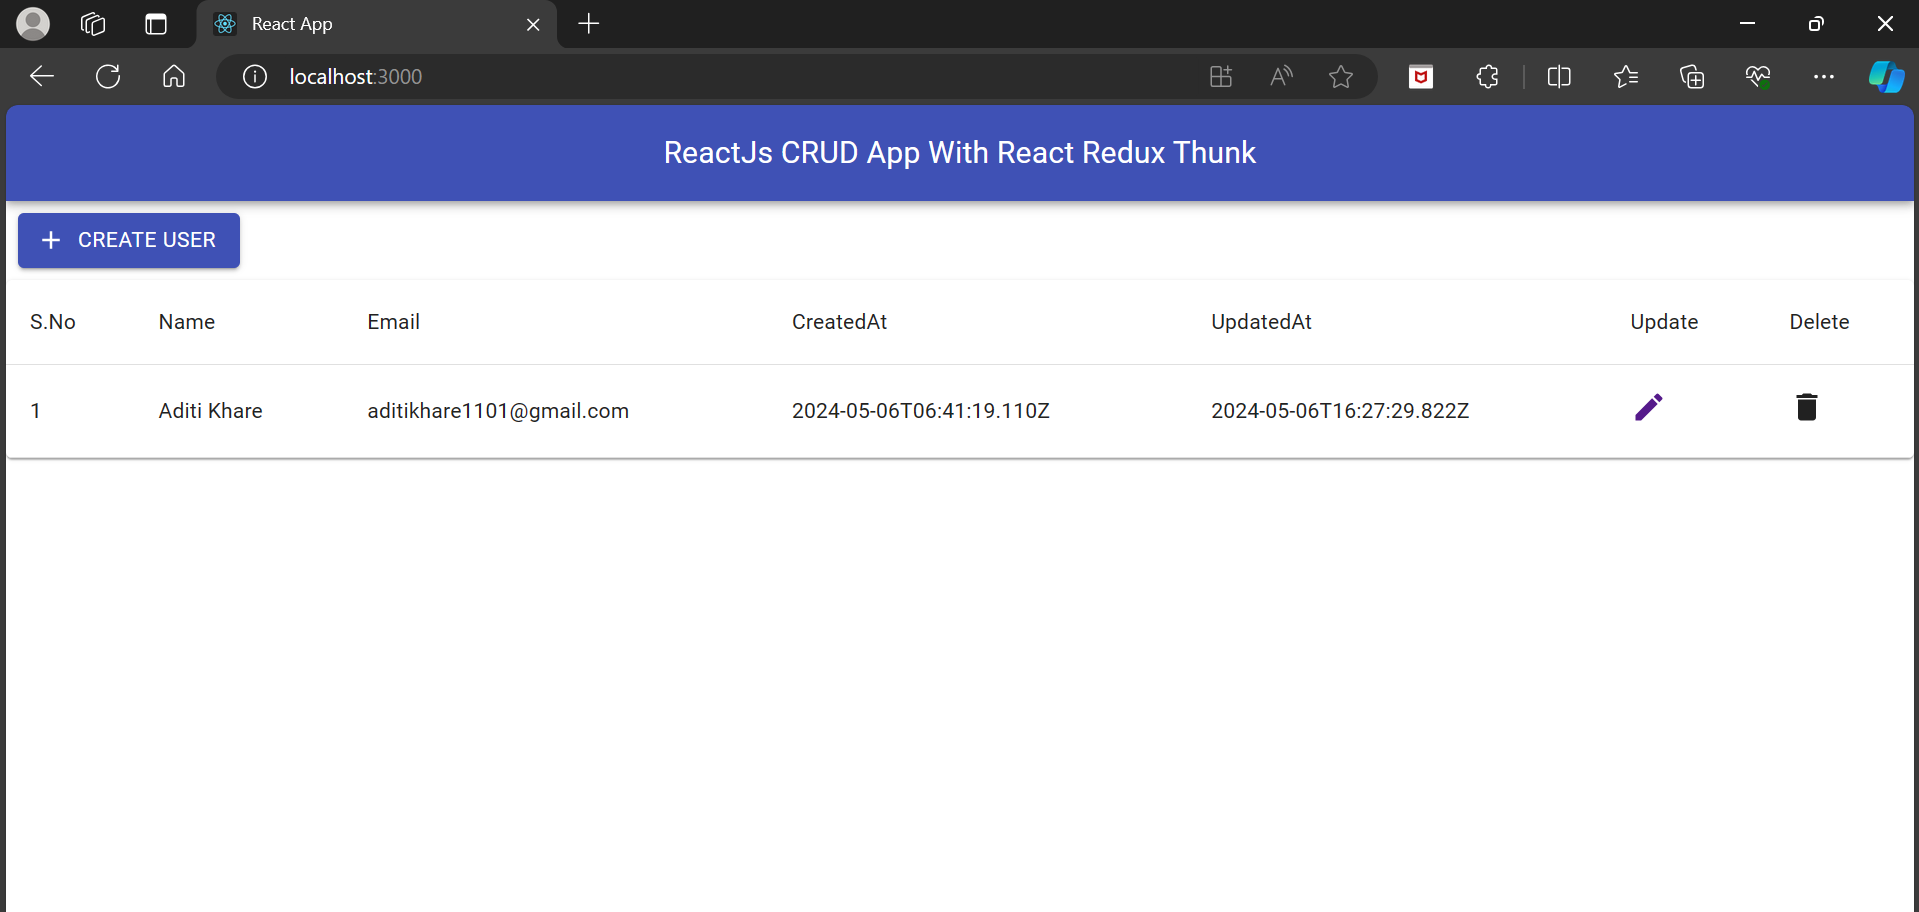 React App
localhost:3000
ReactJs CRUD App With React Redux Thunk
CREATE USER
S.No Name Email CreatedAt UpdatedAt Update Delete
1 Aditi Khare aditikhare1101@gmail.com 2024-05-06T06:41:19.110Z 2024-05-06T16:27:29.822Z